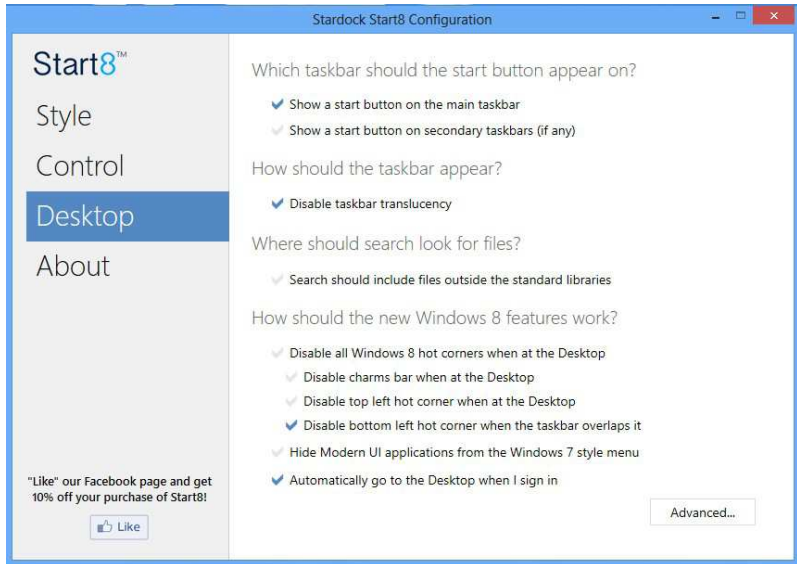 Stardock Start8 Configuration
Start8™
Style
Control
Desktop
About
"Like" our Facebook page and get
10% off your purchase of Start8!
Like
Which taskbar should the start button appear on?
Show a start button on the main taskbar
Show a start button on secondary taskbars (if any)
How should the taskbar appear?
Disable taskbar translucency
Where should search look for files?
Search should include files outside the standard libraries
How should the new Windows 8 features work?
Disable all Windows 8 hot corners when at the Desktop
Disable charms bar when at the Desktop
Disable top left hot corner when at the Desktop
Disable bottom left hot corner when the taskbar overlaps it
Hide Modern UI applications from the Windows 7 style menu
Automatically go to the Desktop when I sign in
Advanced...